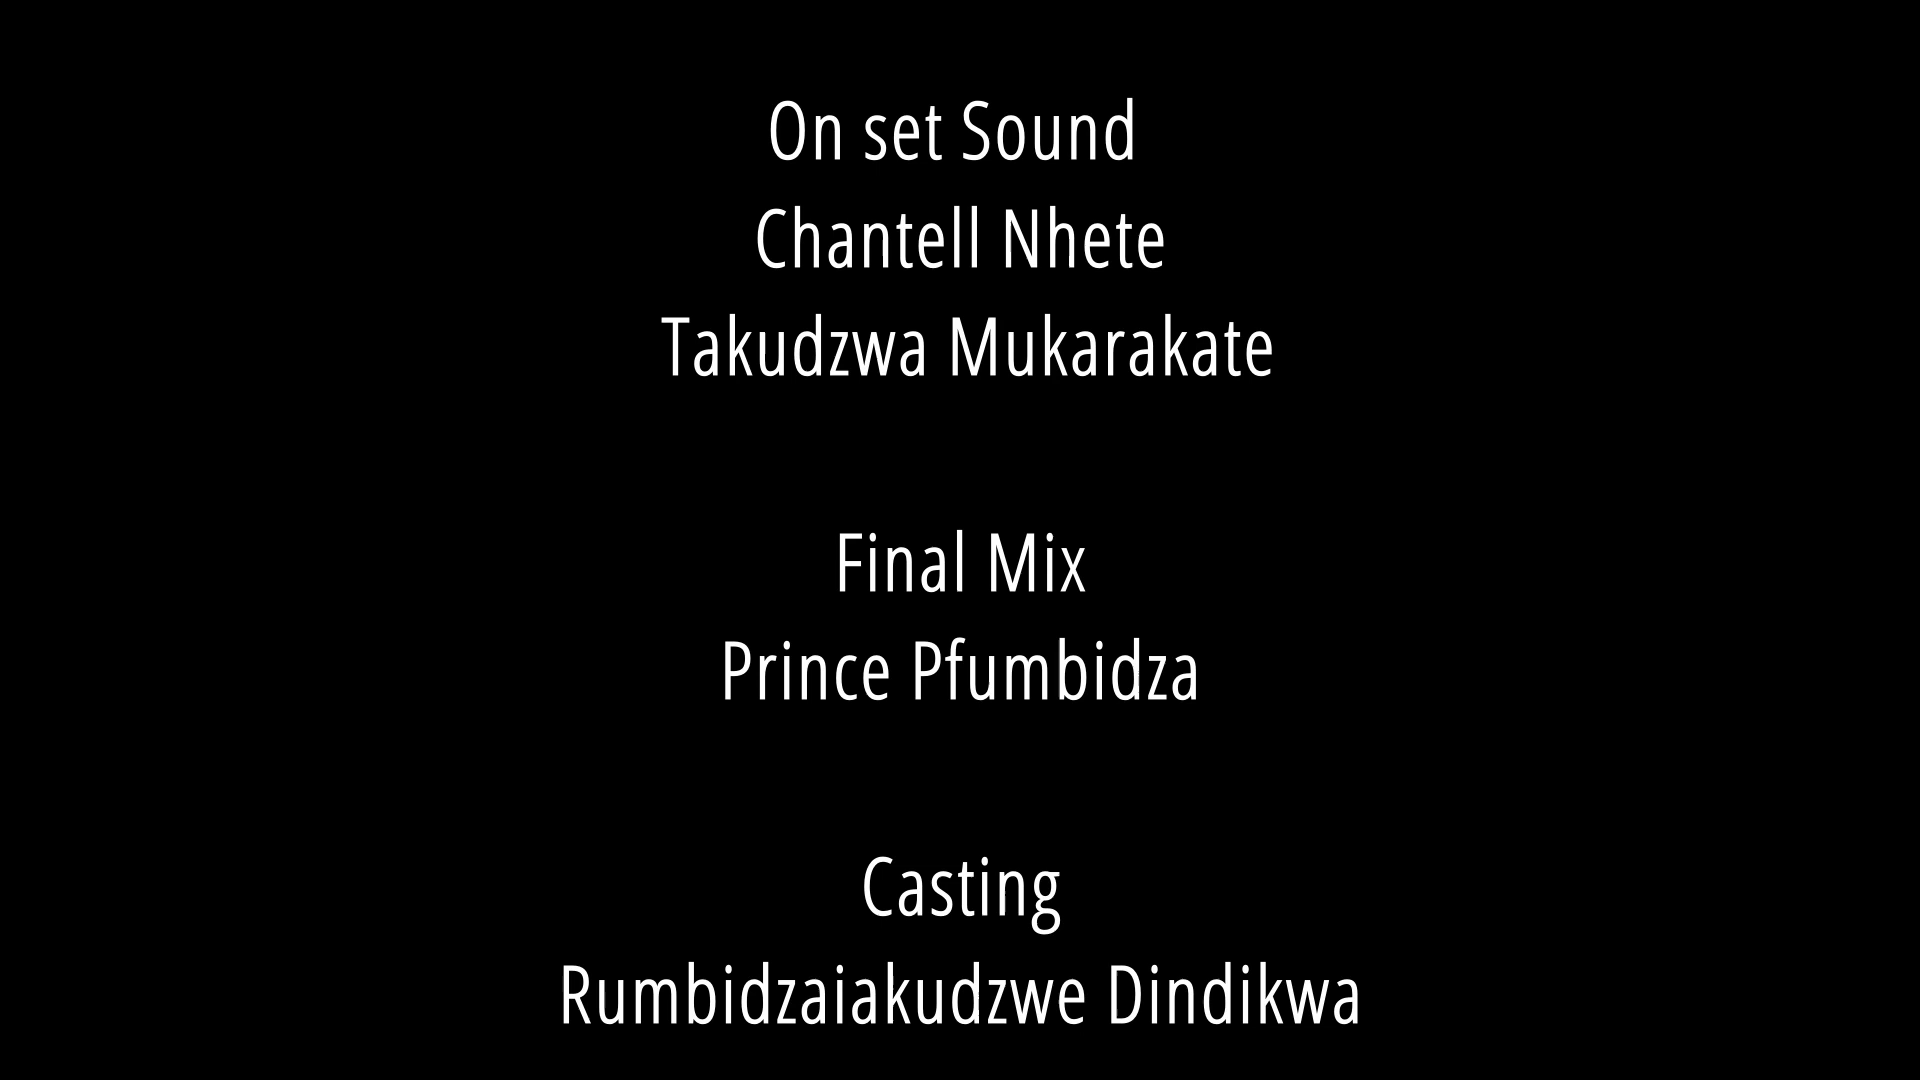 On set Sound
Chantell Nhete
Takudzwa Mukarakate
Final Mix
Prince Pfumbidza
Casting
Rumbidzaiakudzwe Dindikwa